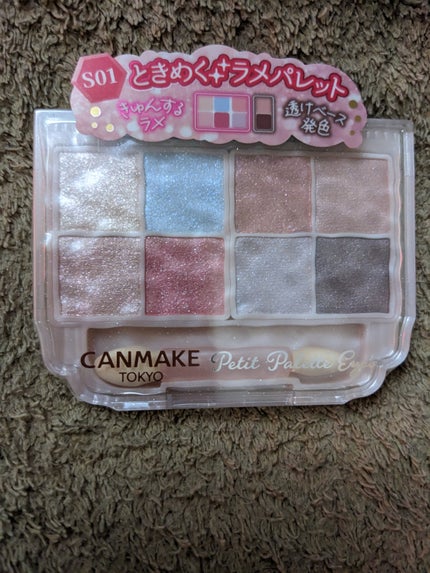 S01
ときめくラメパレット
きゅんする
ラメ
透けベース
発色
CANMAKE
TOKYO
Petit Palette Eyes